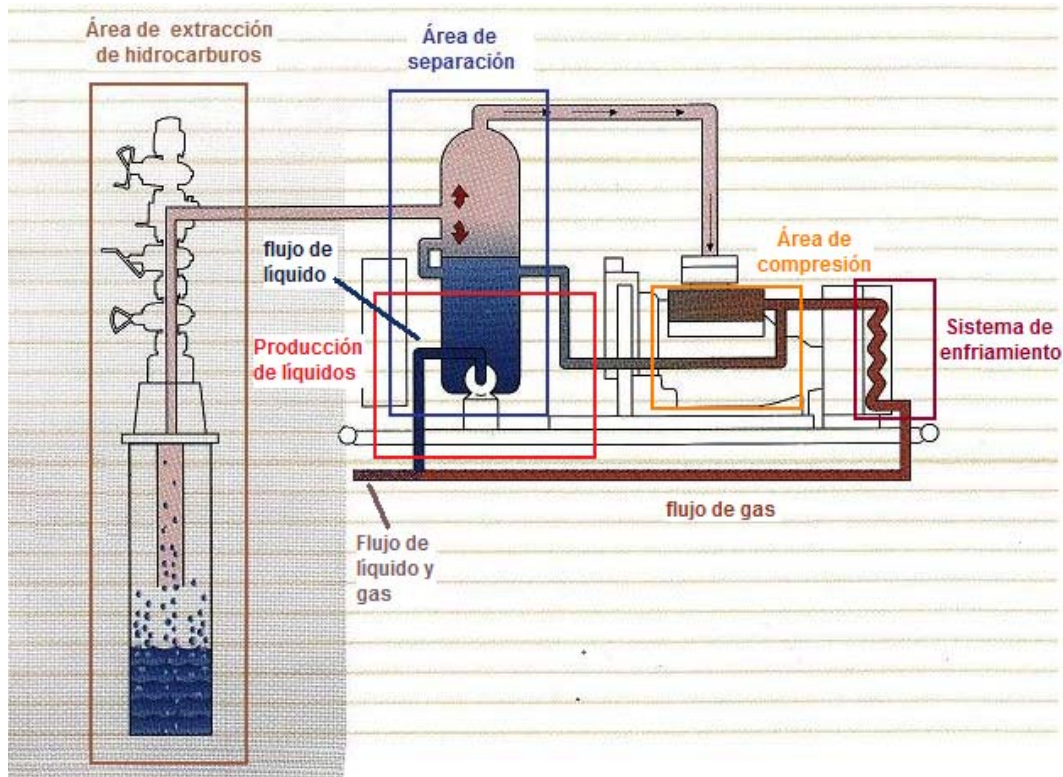 Área de extracción
de hidrocarburos
Área de
separación
flujo de
líquido
Área de
compresión
Producción
de líquidos
Sistema de
enfriamiento
flujo de gas
Flujo de
líquido y
gas